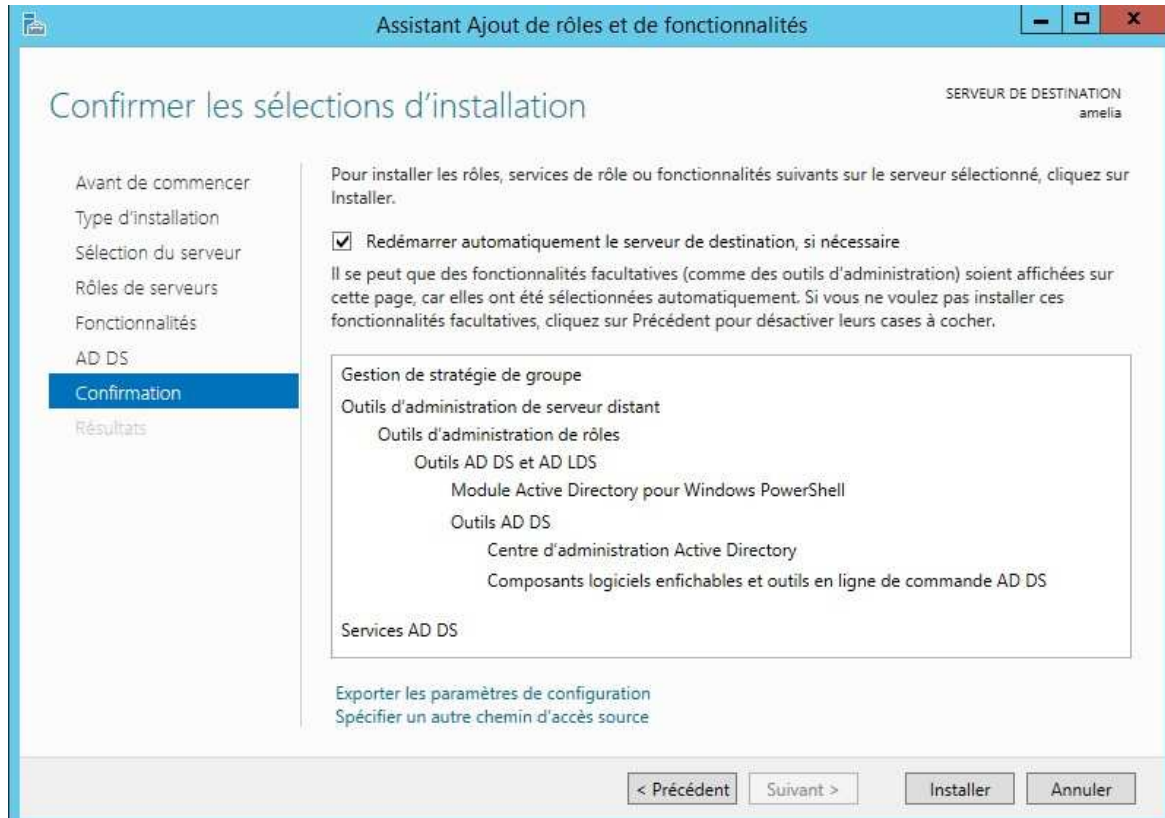 Assistant Ajout de rôles et de fonctionnalités
Confirmer les sélections d'installation
SERVEUR DE DESTINATION
amelia
Avant de commencer
Type d'installation
Sélection du serveur
Rôles de serveurs
Fonctionnalités
AD DS
Confirmation
Résultats
Pour installer les rôles, services de rôle ou fonctionnalités suivants sur le serveur sélectionné, cliquez sur
Installer.
Redémarrer automatiquement le serveur de destination, si nécessaire
Il se peut que des fonctionnalités facultatives (comme des outils d'administration) soient affichées sur
cette page, car elles ont été sélectionnées automatiquement. Si vous ne voulez pas installer ces
fonctionnalités facultatives, cliquez sur Précédent pour désactiver leurs cases à cocher.
Gestion de stratégie de groupe
Outils d'administration de serveur distant
Outils d'administration de rôles
Outils AD DS et AD LDS
Module Active Directory pour Windows PowerShell
Outils AD DS
Centre d'administration Active Directory
Composants logiciels enfichables et outils en ligne de commande AD DS
Services AD DS
Exporter les paramètres de configuration
Spécifier un autre chemin d'accès source
< Précédent
Suivant >
Installer
Annuler